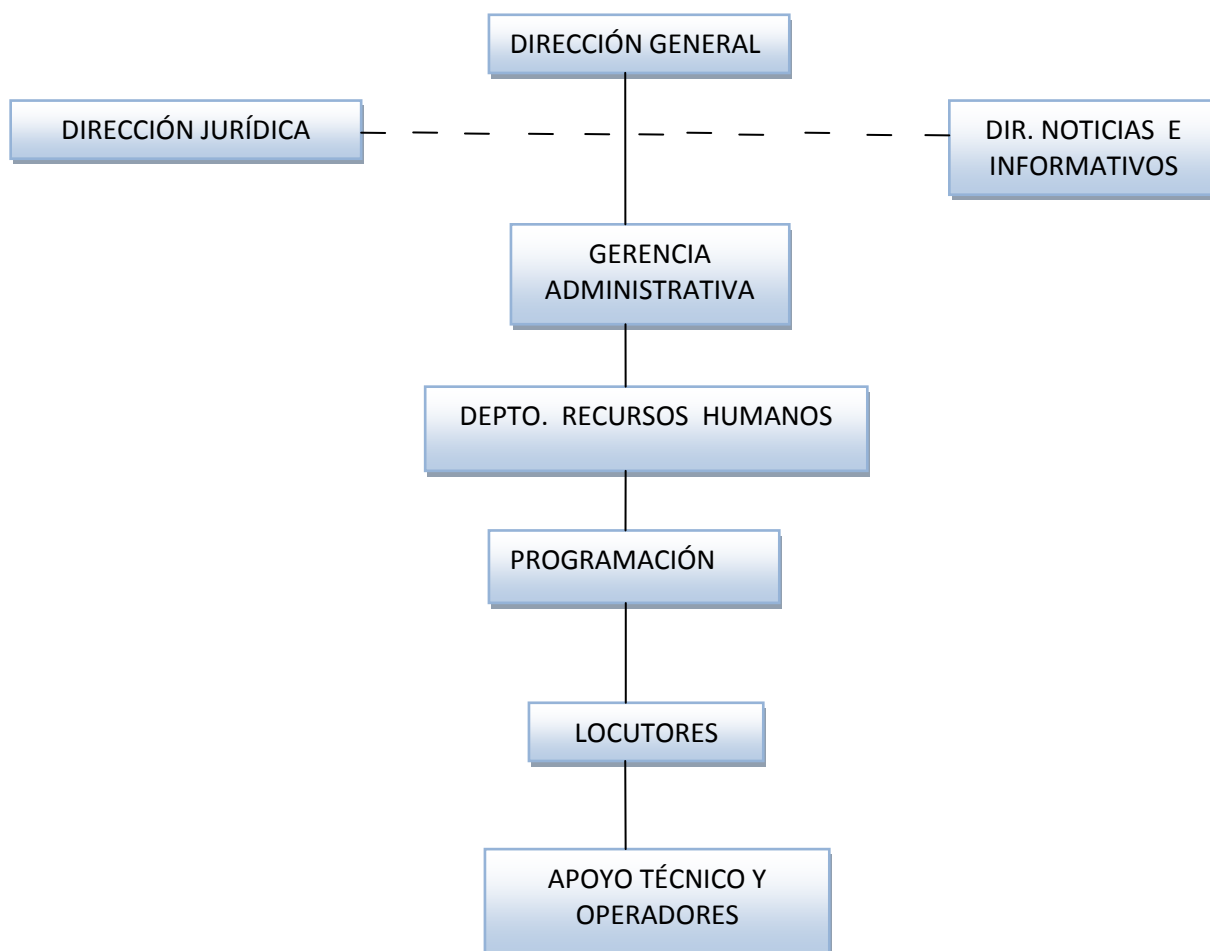 DIRECCIÓN GENERAL
DIRECCIÓN JURÍDICA
DIR. NOTICIAS E
INFORMATIVOS
GERENCIA
ADMINISTRATIVA
DEPTO. RECURSOS HUMANOS
PROGRAMACIÓN
LOCUTORES
APOYO TÉCNICO Y
OPERADORES